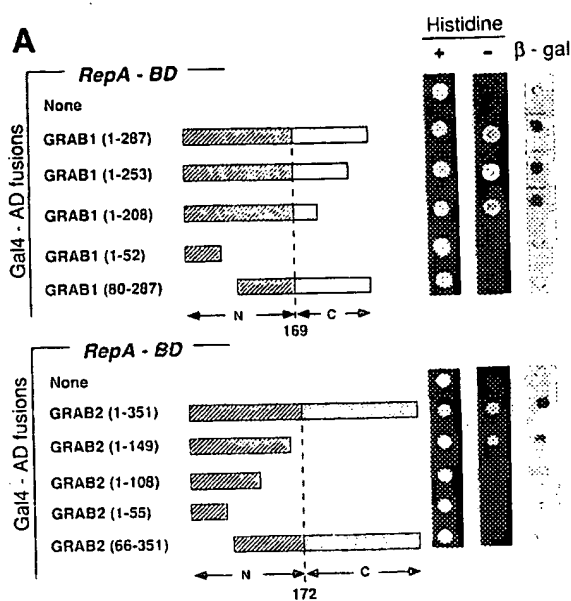 A
Histidine
+ - β - gal
RepA - BD
Gal4 - AD fusions
None
GRAB1 (1-287)
GRAB1 (1-253)
GRAB1 (1-208)
GRAB1 (1-52)
GRAB1 (80-287)
N C
169
RepA - BD
Gal4 - AD fusions
None
GRAB2 (1-351)
GRAB2 (1-149)
GRAB2 (1-108)
GRAB2 (1-55)
GRAB2 (66-351)
N C
172